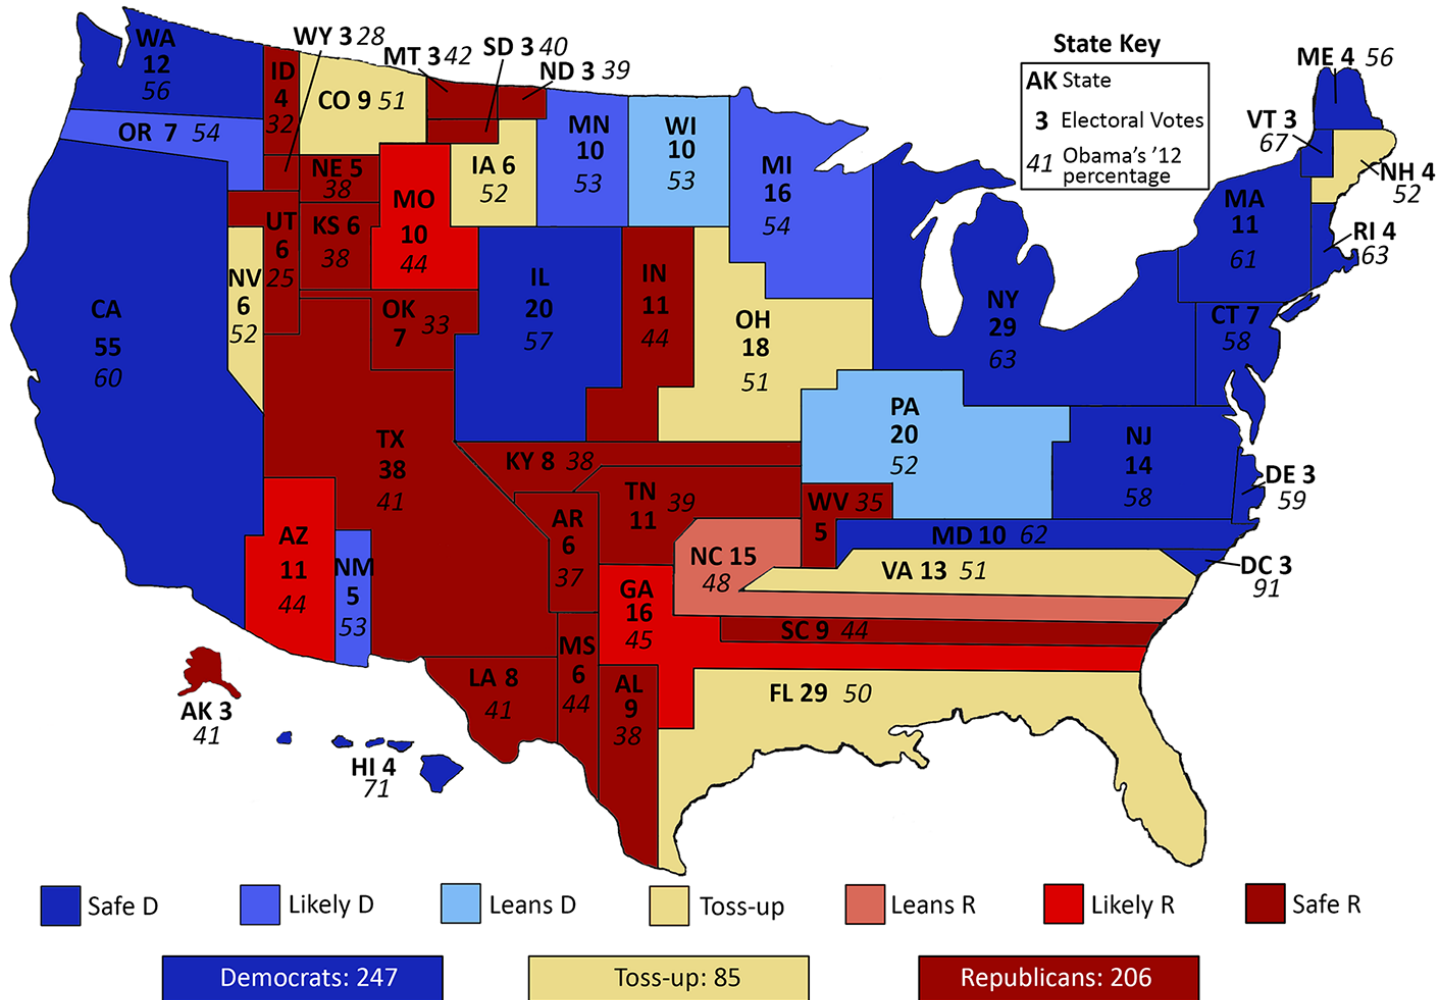 WA
12
56
OR 7 54
CA
55
60
ID
4
32
WY 3 28
CO 9 51
MT 3 42
SD 3 40
ND 3 39
NE 5
38
KS 6
38
UT
6
25
NV
6
52
MO
10
44
IA 6
52
MN
10
53
WI
10
53
MI
16
54
OK
7 33
IL
20
57
IN
11
44
OH
18
51
NY
29
63
MA
11
61
ME 4 56
VT 3
67
NH 4
52
RI 4
63
CT 7
58
PA
20
52
NJ
14
58
DE 3
59
MD 10 62
DC 3
91
VA 13 51
WV 35
5
KY 8 38
TN 39
11
NC 15
48
SC 9 44
GA
16
45
FL 29 50
AR
6
37
TX
38
41
AZ
11
44
NM
5
53
LA 8
41
MS
6
44
AL
9
38
AK 3
41
HI 4
71
State Key
AK State
3 Electoral Votes
41 Obama's '12
percentage
Safe D
Likely D
Leans D
Toss-up
Leans R
Likely R
Safe R
Democrats: 247
Toss-up: 85
Republicans: 206